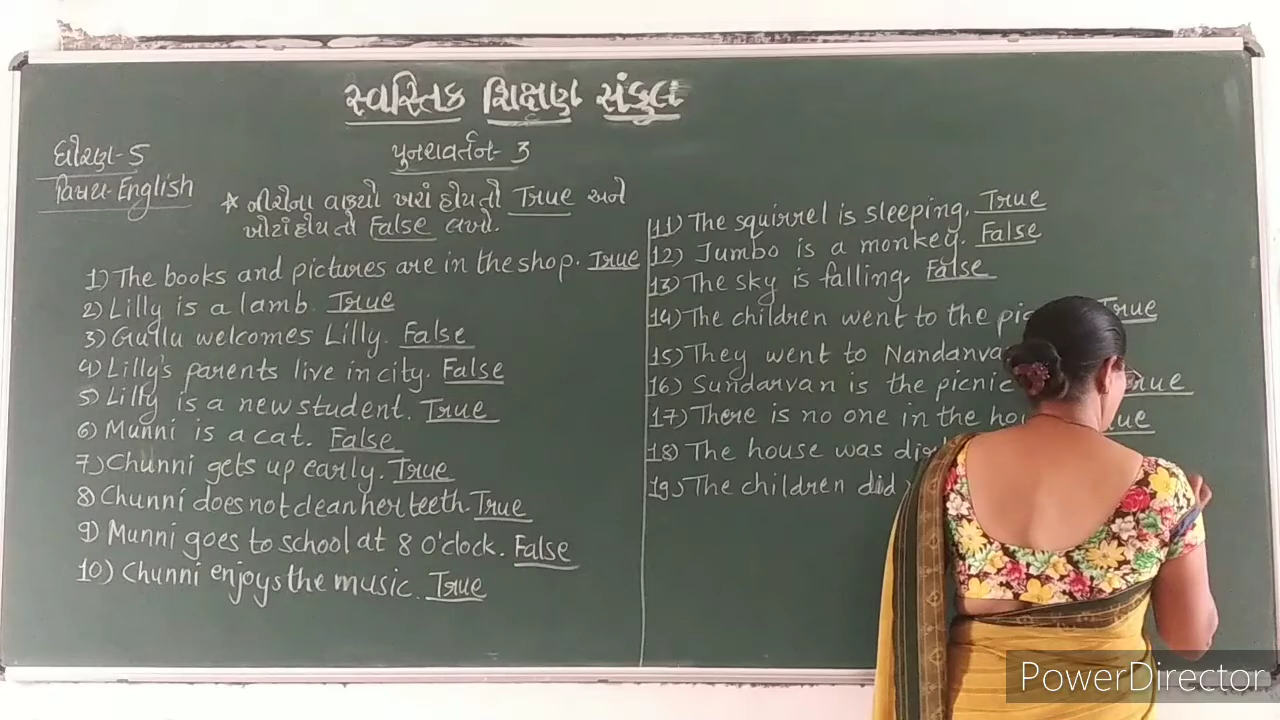 સ્વસ્તિક શિક્ષણ સંકુલ
ધોરણ-5
પુનરાવર્તન-3
વિષય-English
* નીચેના વાક્યો ખરાં હોય તો True અને
ખોટાં હોય તો False લખો.
1) The books and pictures are in the shop. True
2) Lilly is a lamb. True
3) Gullu welcomes Lilly. False
4) Lilly's parents live in city. False
5) Lilly is a new student. True
6) Munni is a cat. False
7) Chunni gets up early. True
8) Chunni does not clean her teeth. True
9) Munni goes to school at 8 O'clock. False
10) Chunni enjoys the music. True
11) The squirrel is sleeping. True
12) Jumbo is a monkey. False
13) The sky is falling. False
14) The children went to the pic True
15) They went to Nandanva
16) Sundarvan is the picnic True
17) There is no one in the hou ue
18) The house was dir
19) The children did
PowerDirector